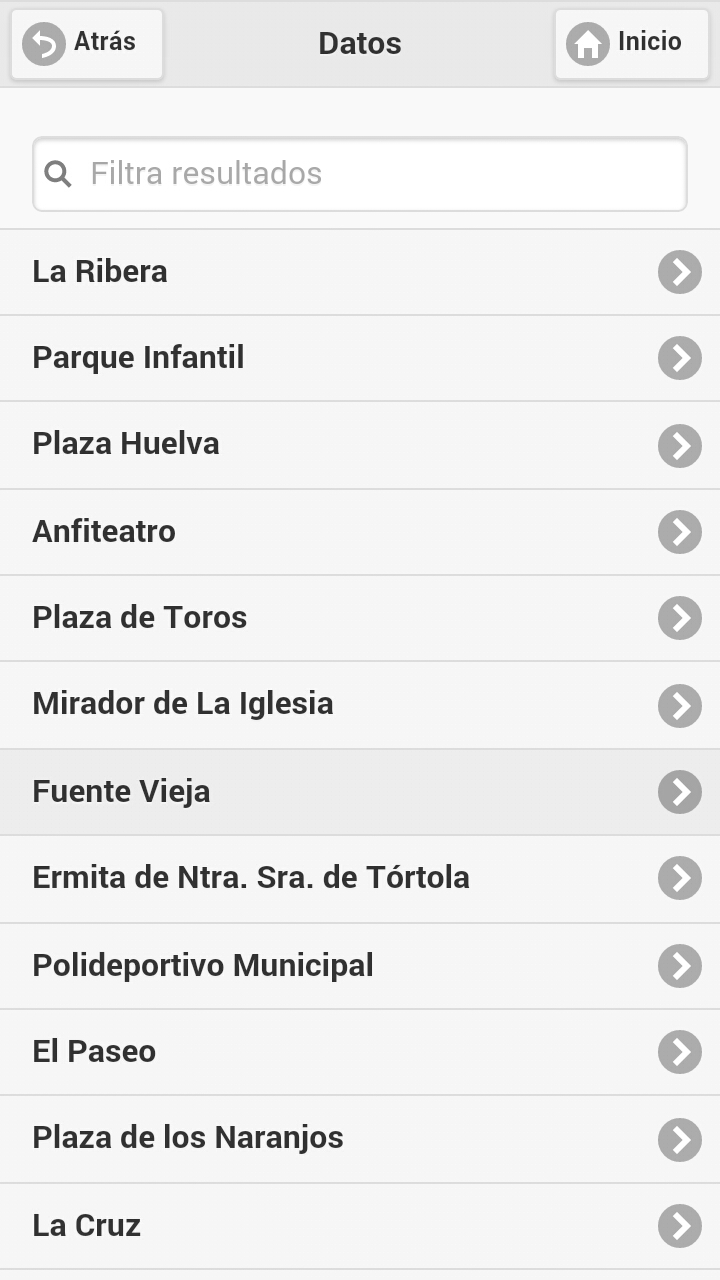 Atrás
Datos
Inicio
Filtra resultados
La Ribera
Parque Infantil
Plaza Huelva
Anfiteatro
Plaza de Toros
Mirador de La Iglesia
Fuente Vieja
Ermita de Ntra. Sra. de Tórtola
Polideportivo Municipal
El Paseo
Plaza de los Naranjos
La Cruz